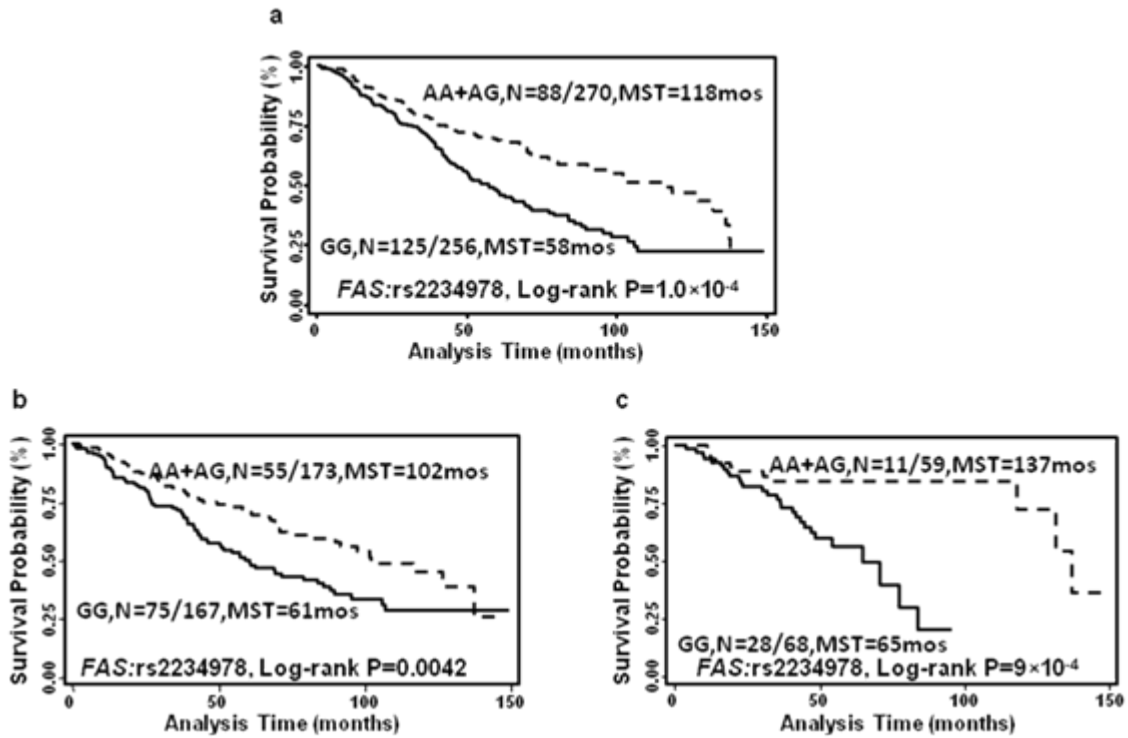 a
Survival Probability (%)
1.00
0.75
0.50
0.25
0.00
AA+AG,N=88/270,MST=118mos
GG,N=125/256,MST=58mos
FAS:rs2234978, Log-rank P=1.0×10⁻⁴
0 50 100 150
Analysis Time (months)
b
Survival Probability (%)
1.00
0.75
0.50
0.25
0.00
AA+AG,N=55/173,MST=102mos
GG,N=75/167,MST=61mos
FAS:rs2234978, Log-rank P=0.0042
0 50 100 150
Analysis Time (months)
c
Survival Probability (%)
1.00
0.75
0.50
0.25
0.00
AA+AG,N=11/59,MST=137mos
GG,N=28/68,MST=65mos
FAS:rs2234978, Log-rank P=9×10⁻⁴
0 50 100 150
Analysis Time (months)